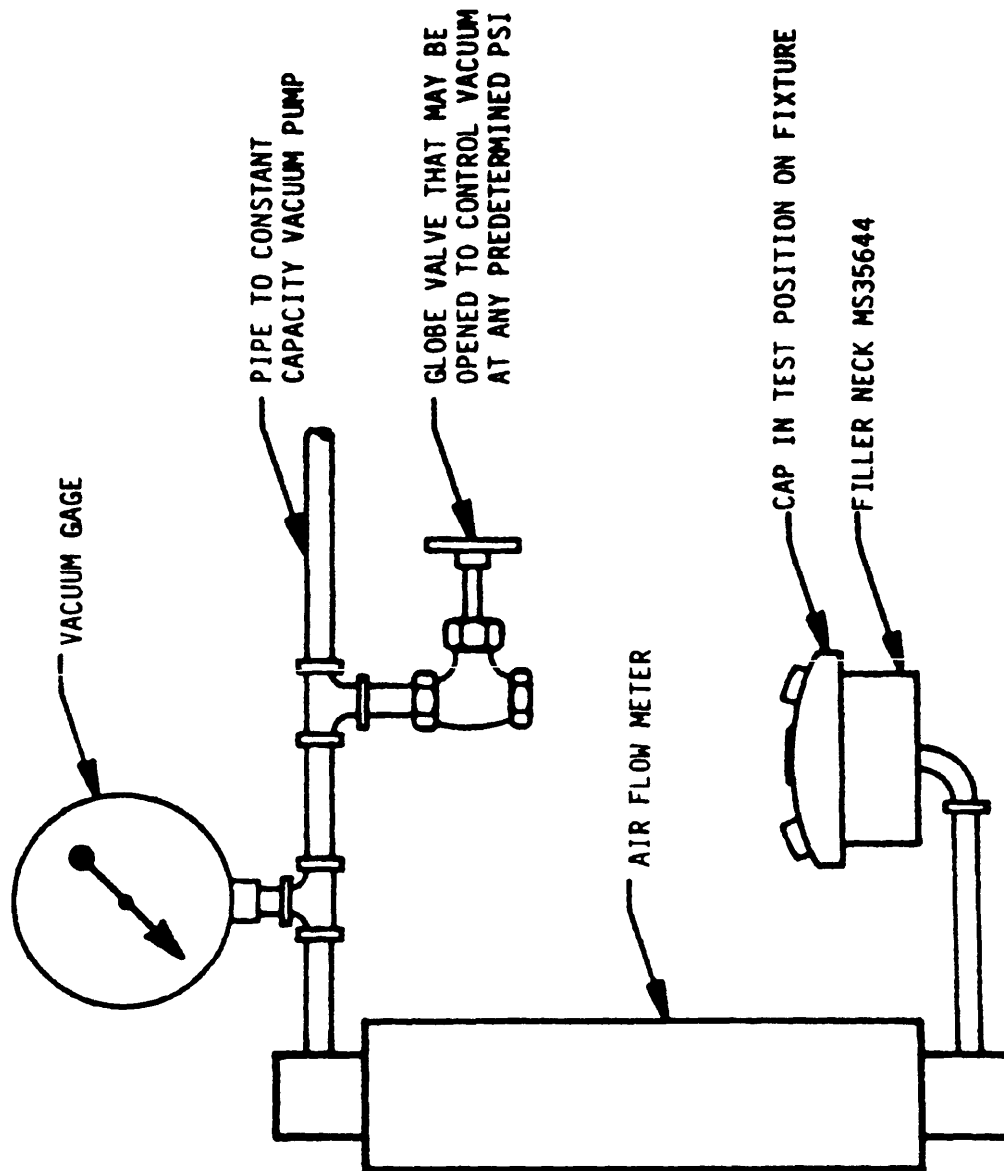 VACUUM GAGE
PIPE TO CONSTANT
CAPACITY VACUUM PUMP
GLOBE VALVE THAT MAY BE
OPENED TO CONTROL VACUUM
AT ANY PREDETERMINED PSI
AIR FLOW METER
CAP IN TEST POSITION ON FIXTURE
FILLER NECK MS35644